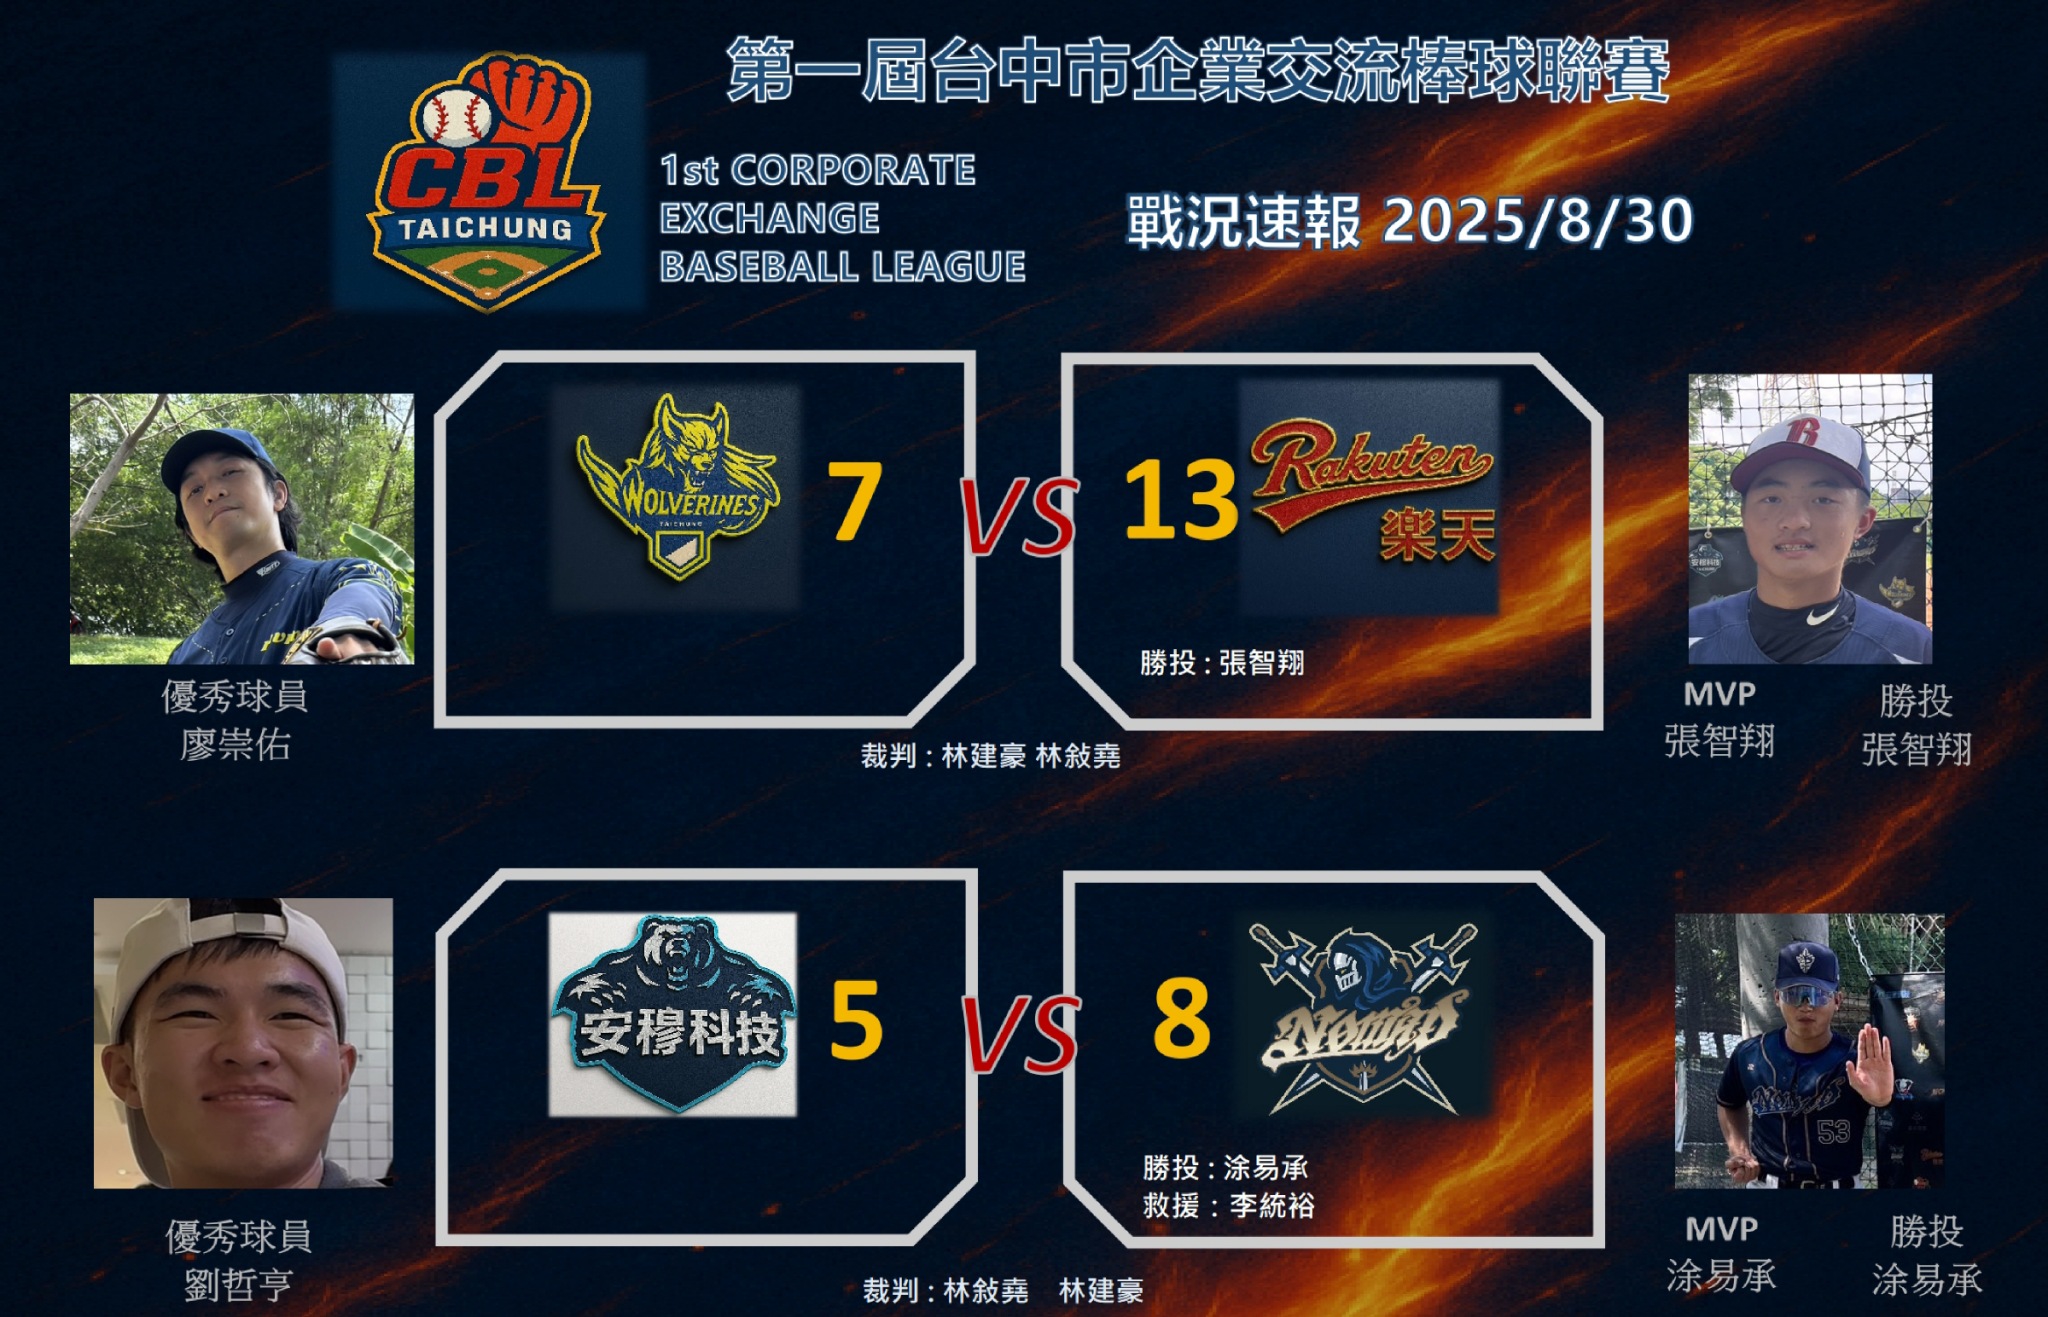 第一屆台中市企業交流棒球聯賽
CBL
TAICHUNG
1st CORPORATE
EXCHANGE
BASEBALL LEAGUE
戰況速報 2025/8/30
WOLVERINES
TAICHUNG
7
VS
13
Rakuten
楽天
勝投 : 張智翔
優秀球員
廖崇佑
MVP
張智翔
勝投
張智翔
裁判 : 林建豪 林敍堯
安穆科技
5
VS
8
勝投 : 涂易承
救援 : 李統裕
53
優秀球員
劉哲亨
MVP
涂易承
勝投
涂易承
裁判 : 林敍堯 林建豪